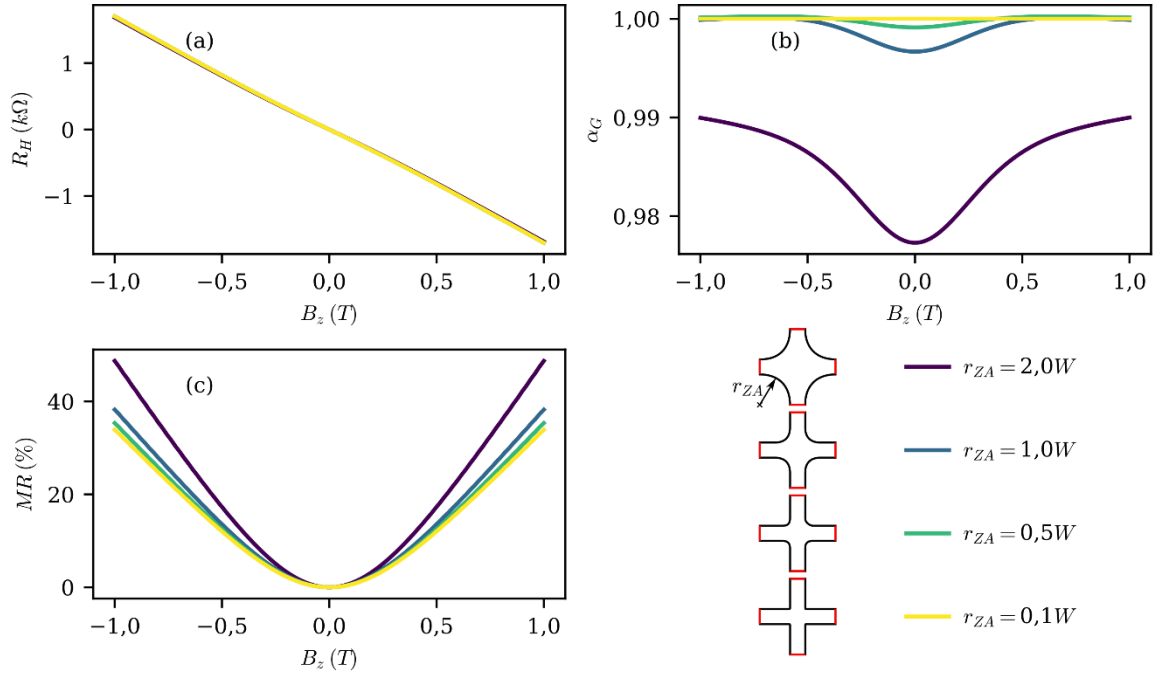 (a)
R_H (kΩ)
1
0
−1
−1,0 −0,5 0,0 0,5 1,0
B_z (T)
(b)
α_G
1,00
0,99
0,98
−1,0 −0,5 0,0 0,5 1,0
B_z (T)
(c)
MR (%)
40
20
0
−1,0 −0,5 0,0 0,5 1,0
B_z (T)
r_ZA
r_ZA = 2,0W
r_ZA = 1,0W
r_ZA = 0,5W
r_ZA = 0,1W